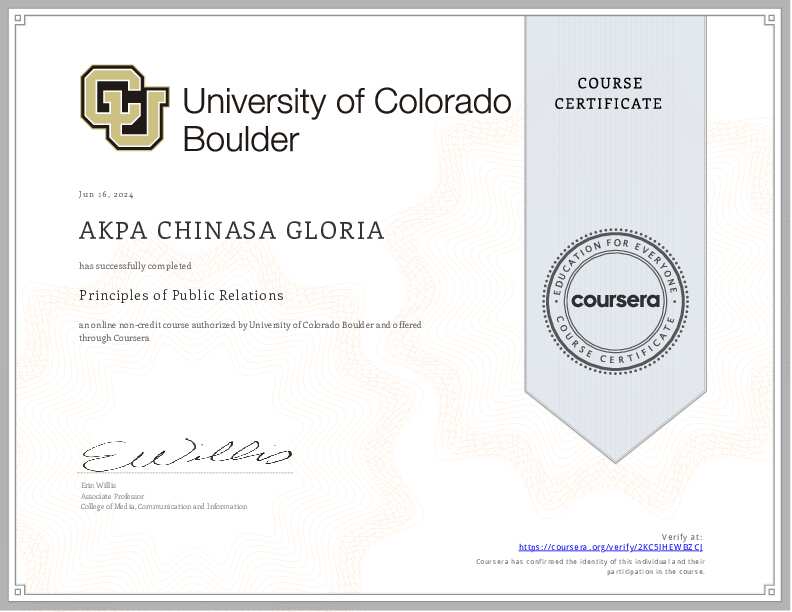 University of Colorado
Boulder
COURSE
CERTIFICATE
Jun 16, 2024
AKPA CHINASA GLORIA
has successfully completed
Principles of Public Relations
an online non-credit course authorized by University of Colorado Boulder and offered
through Coursera
EDUCATION FOR EVERYONE
coursera
COURSE CERTIFICATE
E Willis
Erin Willis
Associate Professor
College of Media, Communication and Information
Verify at:
https://coursera.org/verify/2KC5JHEWBZCJ
Coursera has confirmed the identity of this individual and their
participation in the course.